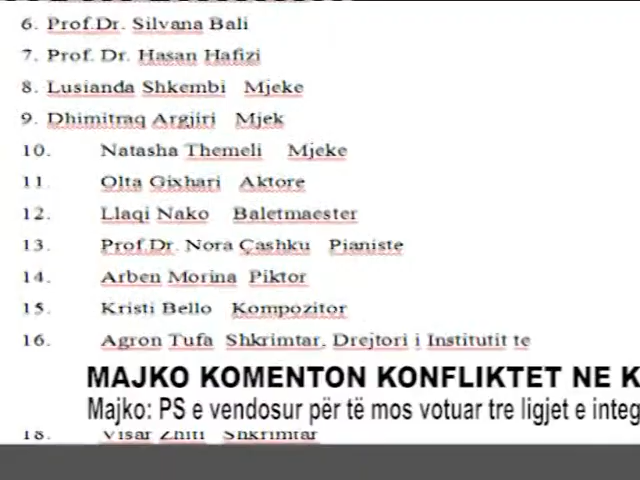 6. Prof.Dr. Silvana Bali
7. Prof. Dr. Hasan Hafizi
8. Lusianda Shkembi Mjeke
9. Dhimitraq Argjiri Mjek
10. Natasha Themeli Mjeke
11. Olta Gixhari Aktore
12. Llaqi Nako Baletmaester
13. Prof.Dr. Nora Çashku Pianiste
14. Arben Morina Piktor
15. Kristi Bello Kompozitor
16. Agron Tufa Shkrimtar, Drejtori i Institutit te
MAJKO KOMENTON KONFLIKTET NE K
Majko: PS e vendosur për të mos votuar tre ligjet e integ
18. Visar Zhiti Shkrimtar